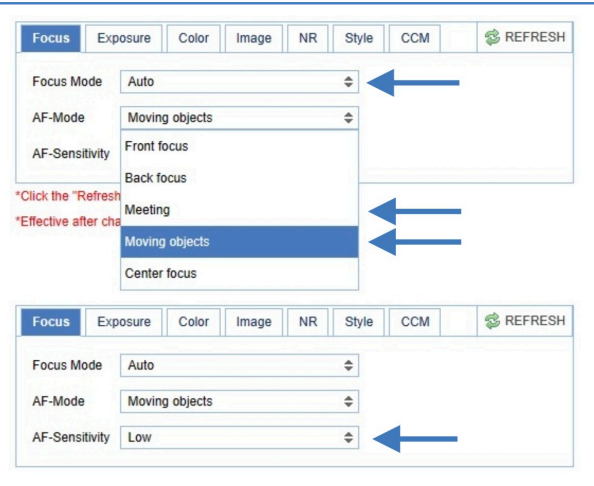 Focus Exposure Color Image NR Style CCM REFRESH
Focus Mode Auto
AF-Mode Moving objects
AF-Sensitivity Front focus
Back focus
*Click the "Refresh
Meeting
*Effective after cha
Moving objects
Center focus
Focus Exposure Color Image NR Style CCM REFRESH
Focus Mode Auto
AF-Mode Moving objects
AF-Sensitivity Low